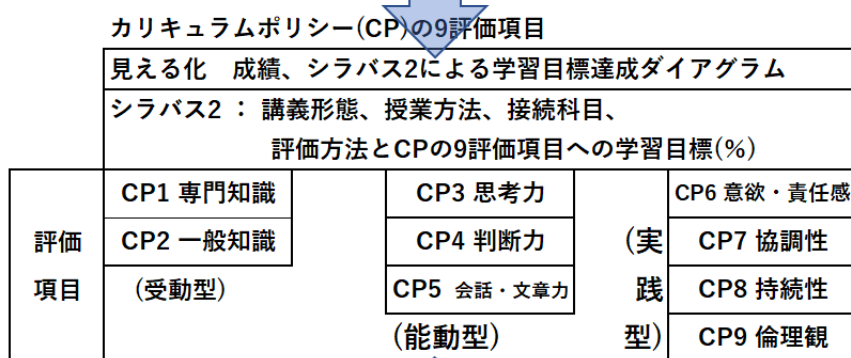 カリキュラムポリシー(CP)の9評価項目
見える化　成績、シラバス2による学習目標達成ダイアグラム
シラバス2 ： 講義形態、授業方法、接続科目、
評価方法とCPの9評価項目への学習目標(%)
評価
項目
CP1 専門知識
CP2 一般知識
(受動型)
CP3 思考力
CP4 判断力
CP5 会話・文章力
(能動型)
(実
践
型)
CP6 意欲・責任感
CP7 協調性
CP8 持続性
CP9 倫理観